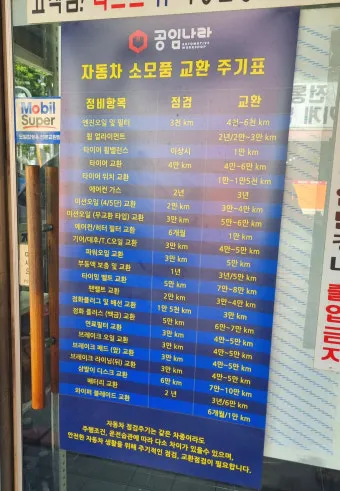 Mobil
Super
공임나라
AUTOMOTIVE
WORKSHOP
자동차 소모품 교환 주기표
정비항목 점검 교환
엔진오일 및 필터 3천 km 4천~6천 km
휠 얼라이먼트 2년/2만~3만 km
타이어 휠밸런스 이상시 1만 km
타이어 교환 4만 km 4만~6만 km
타이어 위치 교환 1만~1만5천 km
에어컨 가스 2년 3년
미션오일 (4/5단) 교환 2만 km 3만~4만 km
미션오일 (무교환 타입) 교환 3만 km 5만~6만 km
에어컨/히터 필터 교환 6개월 1만 km
기어/데후/T.C오일 교환 3만 km 4만~5만 km
파워오일 교환 3만 km 5만 km
부동액 보충 및 교환 1년 3년/5만 km
타이밍 벨트 교환 5만 km 7만~8만 km
팬벨트 교환 2만 km 3만~4만 km
점화플러그 및 배선 교환 1만 5천 km 3만 km
점화 플러스 (백금) 교환 5만 km 6만~7만 km
연료필터 교환 3만 km 4만~5만 km
브레이크 오일 교환 3만 km 4만~5만 km
브레이크 패드 (앞) 교환 3만 km 4만~5만 km
브레이크 라이닝(뒤) 교환 3만 km 4만~5만 km
삼발이 디스크 교환 6만 km 7만~10만 km
배터리 교환 2 년 3년/6만 km
와이퍼 블레이드 교환 6개월/1만 km
자동차 점검주기는 같은 차종이라도
주행조건, 운전습관에 따라 다소 차이가 있을수 있으며,
안전한 자동차 생활을 위해 주기적인 점검, 교환점검이 필요합니다.
출입금지